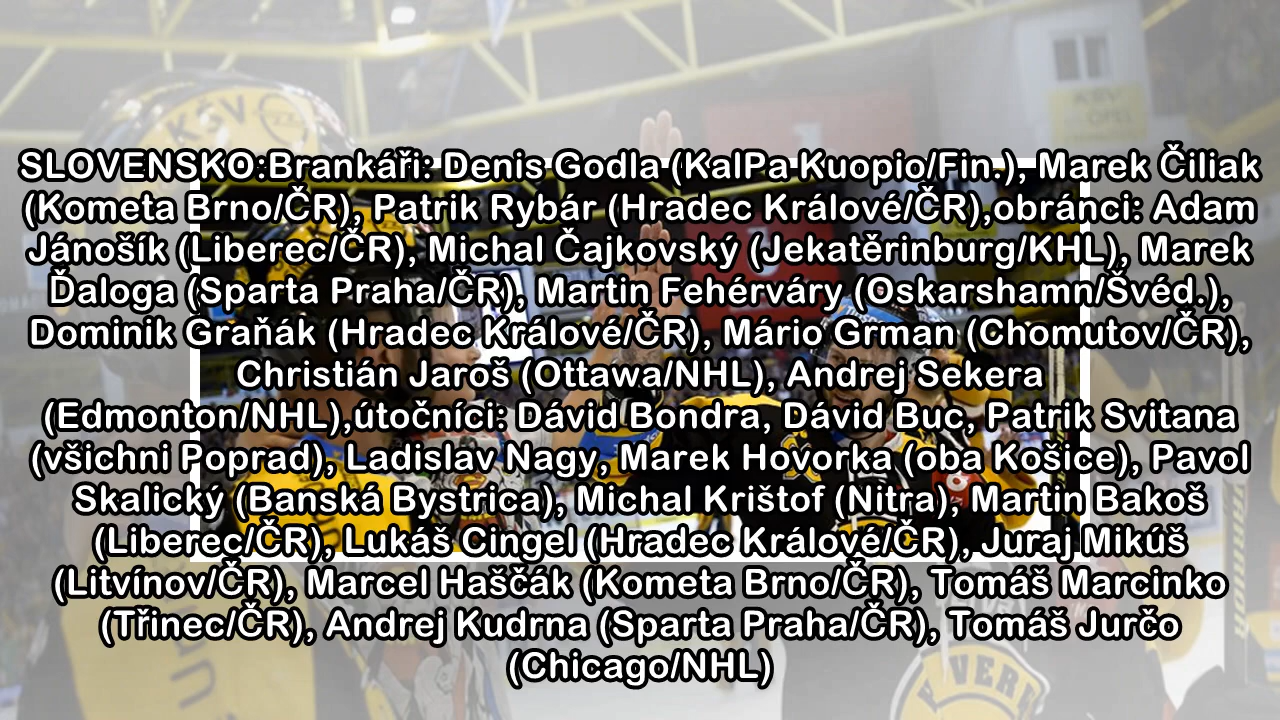 SLOVENSKO:Brankáři: Denis Godla (KalPa Kuopio/Fin.), Marek Čiliak
(Kometa Brno/ČR), Patrik Rybár (Hradec Králové/ČR),obránci: Adam
Jánošík (Liberec/ČR), Michal Čajkovský (Jekatěrinburg/KHL), Marek
Ďaloga (Sparta Praha/ČR), Martin Fehérváry (Oskarshamn/Švéd.),
Dominik Graňák (Hradec Králové/ČR), Mário Grman (Chomutov/ČR),
Christián Jaroš (Ottawa/NHL), Andrej Sekera
(Edmonton/NHL),útočníci: Dávid Bondra, Dávid Buc, Patrik Svitana
(všichni Poprad), Ladislav Nagy, Marek Hovorka (oba Košice), Pavol
Skalický (Banská Bystrica), Michal Krištof (Nitra), Martin Bakoš
(Liberec/ČR), Lukáš Cingel (Hradec Králové/ČR), Juraj Mikúš
(Litvínov/ČR), Marcel Haščák (Kometa Brno/ČR), Tomáš Marcinko
(Třinec/ČR), Andrej Kudrna (Sparta Praha/ČR), Tomáš Jurčo
(Chicago/NHL)
KŠV
KSV
OPEL